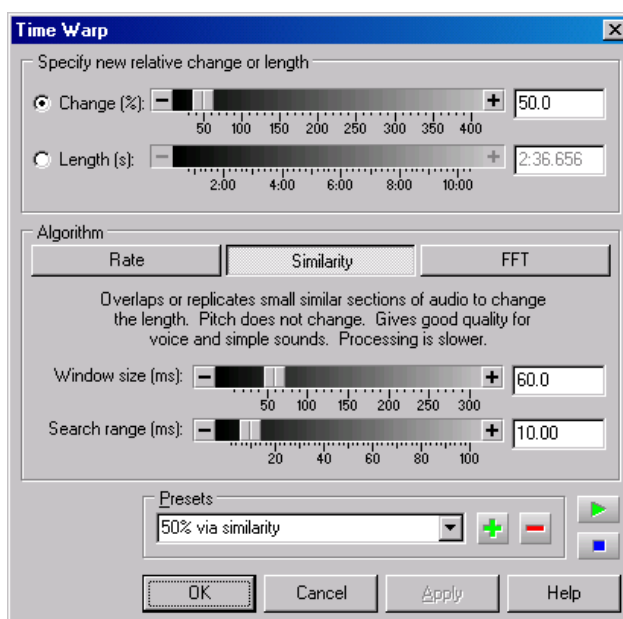 Time Warp
Specify new relative change or length
Change (%): 50.0
50 100 150 200 250 300 350 400
Length (s): 2:36.656
2:00 4:00 6:00 8:00 10:00
Algorithm
Rate Similarity FFT
Overlaps or replicates small similar sections of audio to change
the length. Pitch does not change. Gives good quality for
voice and simple sounds. Processing is slower.
Window size (ms): 60.0
50 100 150 200 250 300
Search range (ms): 10.00
20 40 60 80 100
Presets
50% via similarity
OK Cancel Apply Help